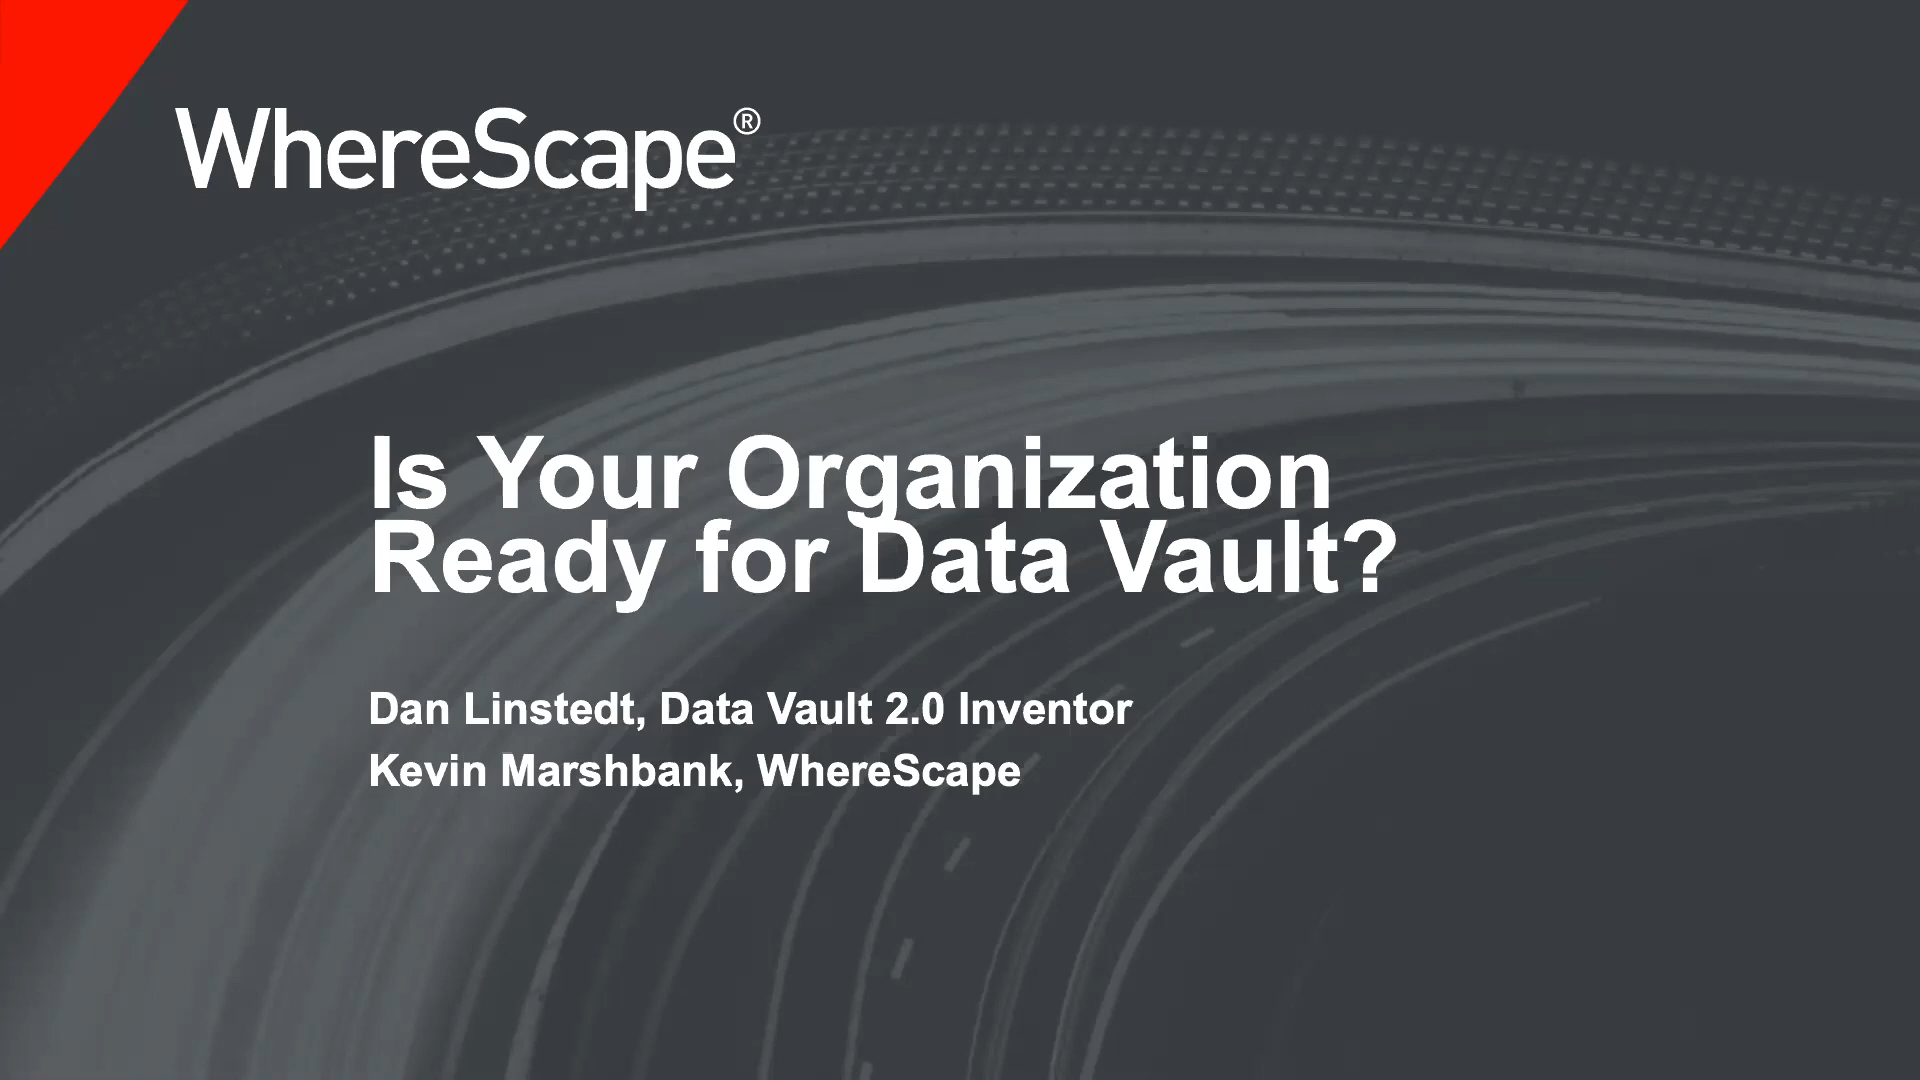 WhereScape®
Is Your Organization
Ready for Data Vault?
Dan Linstedt, Data Vault 2.0 Inventor
Kevin Marshbank, WhereScape